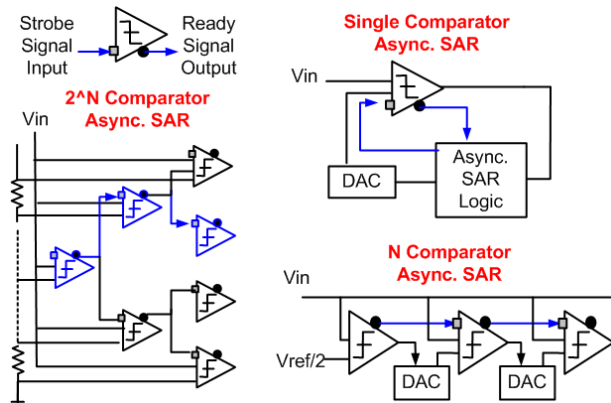 Strobe
Signal
Input
Ready
Signal
Output
2^N Comparator
Async. SAR
Vin
Single Comparator
Async. SAR
Vin
DAC
Async.
SAR
Logic
N Comparator
Async. SAR
Vin
Vref/2
DAC
DAC